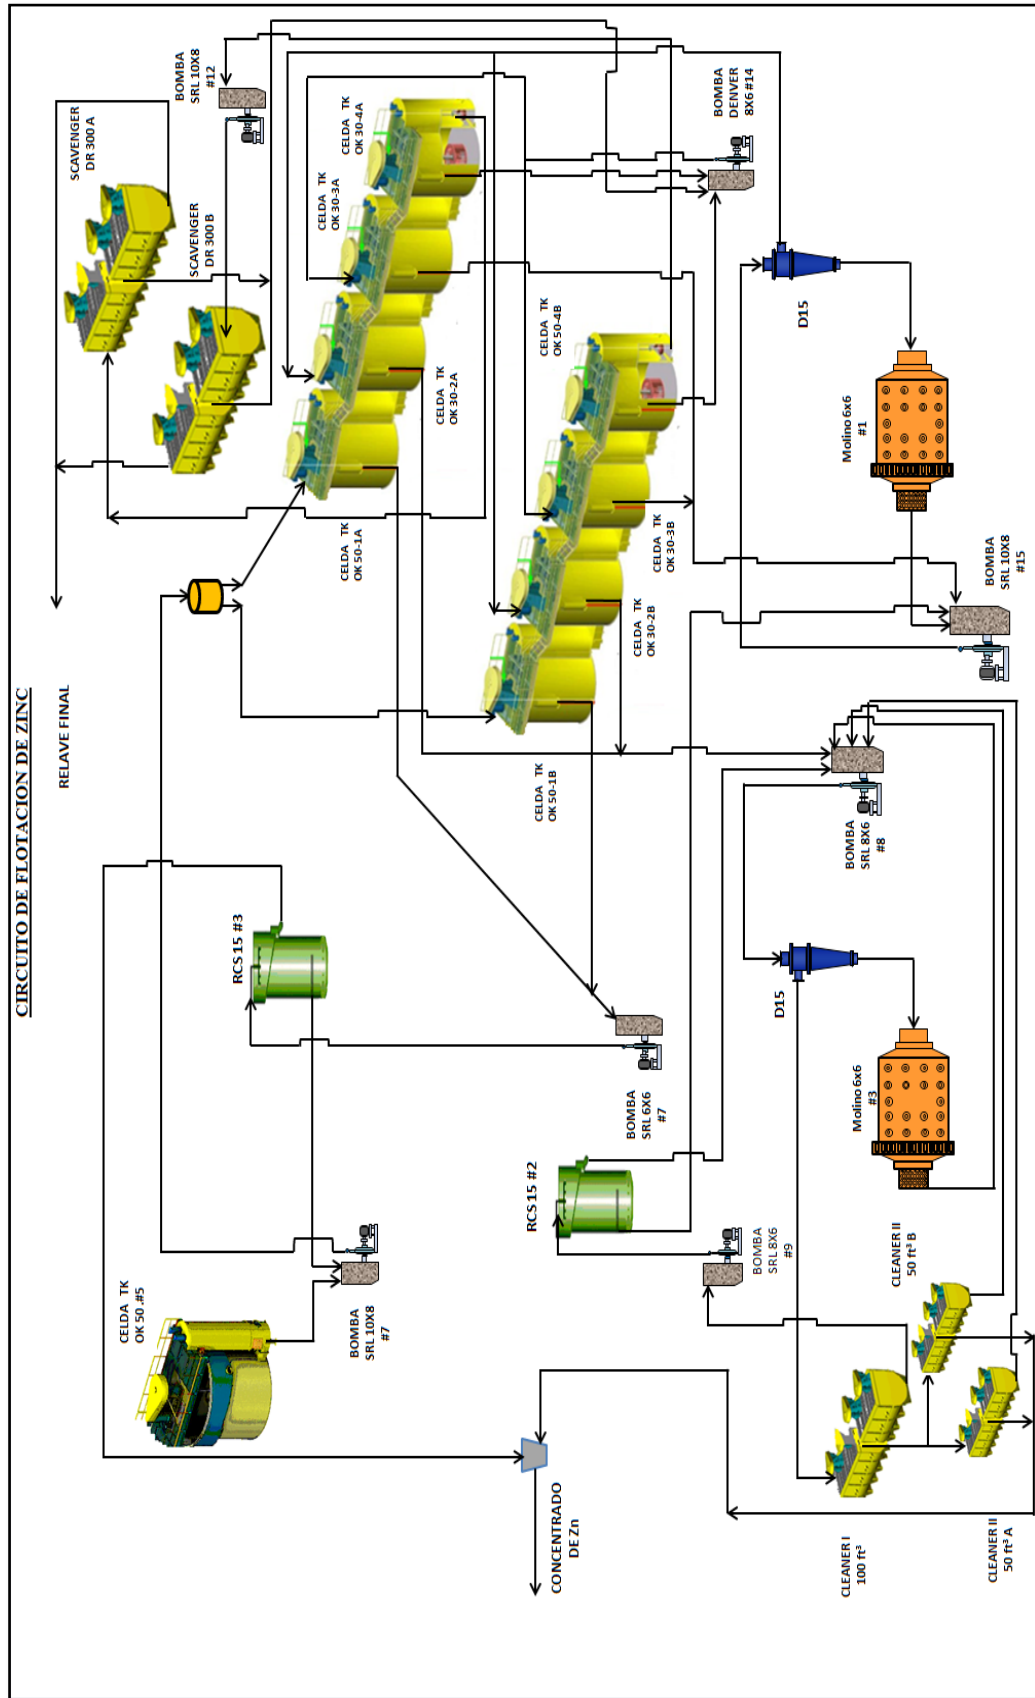 CIRCUITO DE FLOTACION DE ZINC
RELAVE FINAL
SCAVENGER
DR 300 A
SCAVENGER
DR 300 B
BOMBA
SRL 10X8
#12
CELDA TK
OK 30-4A
CELDA TK
OK 30-3A
CELDA TK
OK 30-2A
CELDA TK
OK 50-1A
BOMBA
DENVER
8X6 #14
CELDA TK
OK 50-4B
CELDA TK
OK 30-3B
CELDA TK
OK 30-2B
CELDA TK
OK 50-1B
D15
Molino 6x6
#1
BOMBA
SRL 10X8
#15
BOMBA
SRL 8X6
#8
RCS 15 #3
D15
Molino 6x6
#3
BOMBA
SRL 6X6
#7
RCS 15 #2
BOMBA
SRL 8X6
#9
CELDA TK
OK 50 .#5
BOMBA
SRL 10X8
#7
CLEANER II
50 ft³ B
CONCENTRADO
DE Zn
CLEANER I
100 ft³
CLEANER II
50 ft³ A